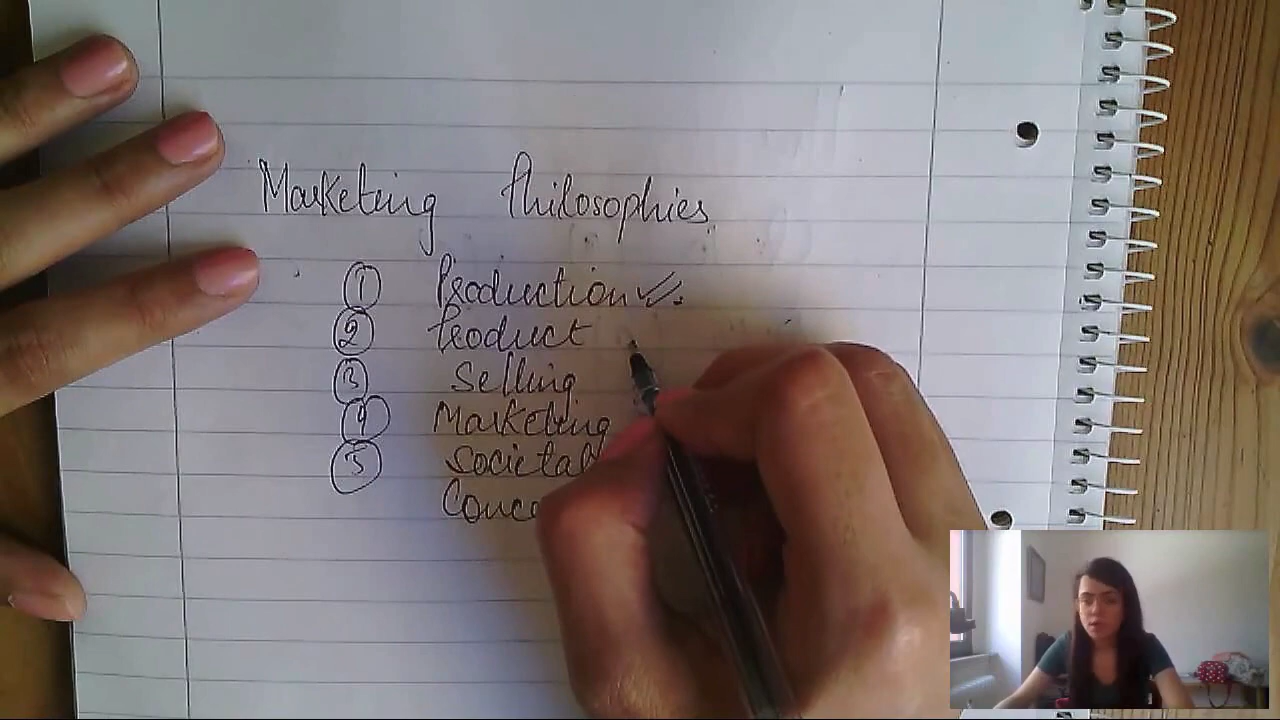 Marketing Philosophies
1 Production
2 Product
3 Selling
4 Marketing
5 Societal